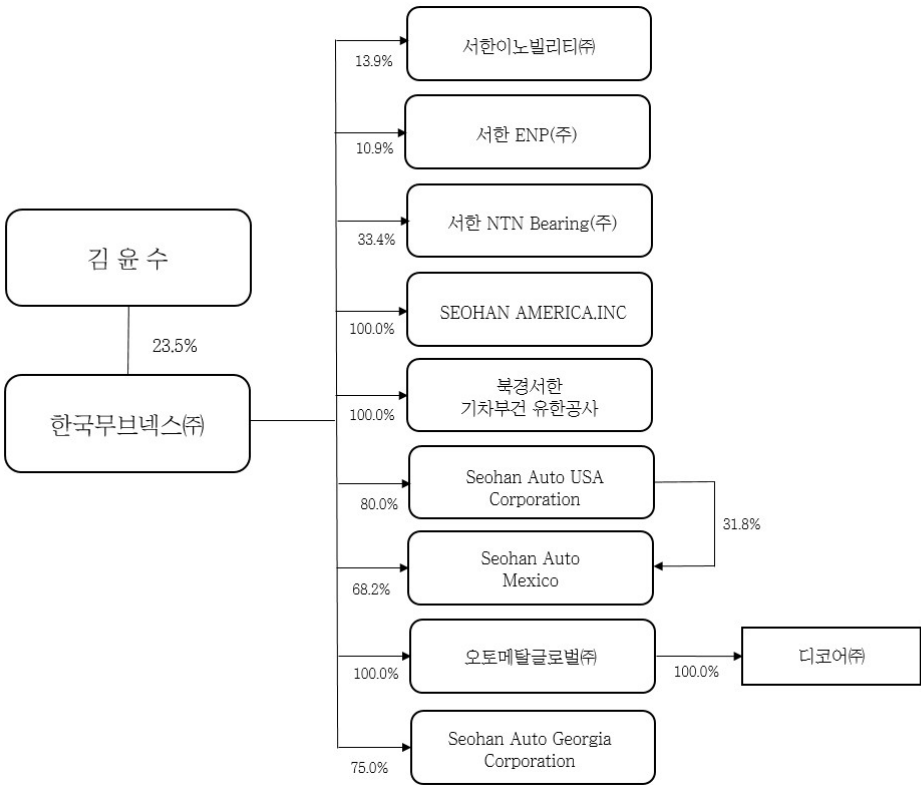 서한이노빌리티㈜
13.9%
서한 ENP(주)
10.9%
서한 NTN Bearing(주)
33.4%
김 윤 수
23.5%
SEOHAN AMERICA.INC
100.0%
북경서한
기차부건 유한공사
100.0%
한국무브넥스㈜
Seohan Auto USA
Corporation
80.0%
31.8%
Seohan Auto
Mexico
68.2%
오토메탈글로벌㈜
100.0%
100.0%
디코어㈜
Seohan Auto Georgia
Corporation
75.0%